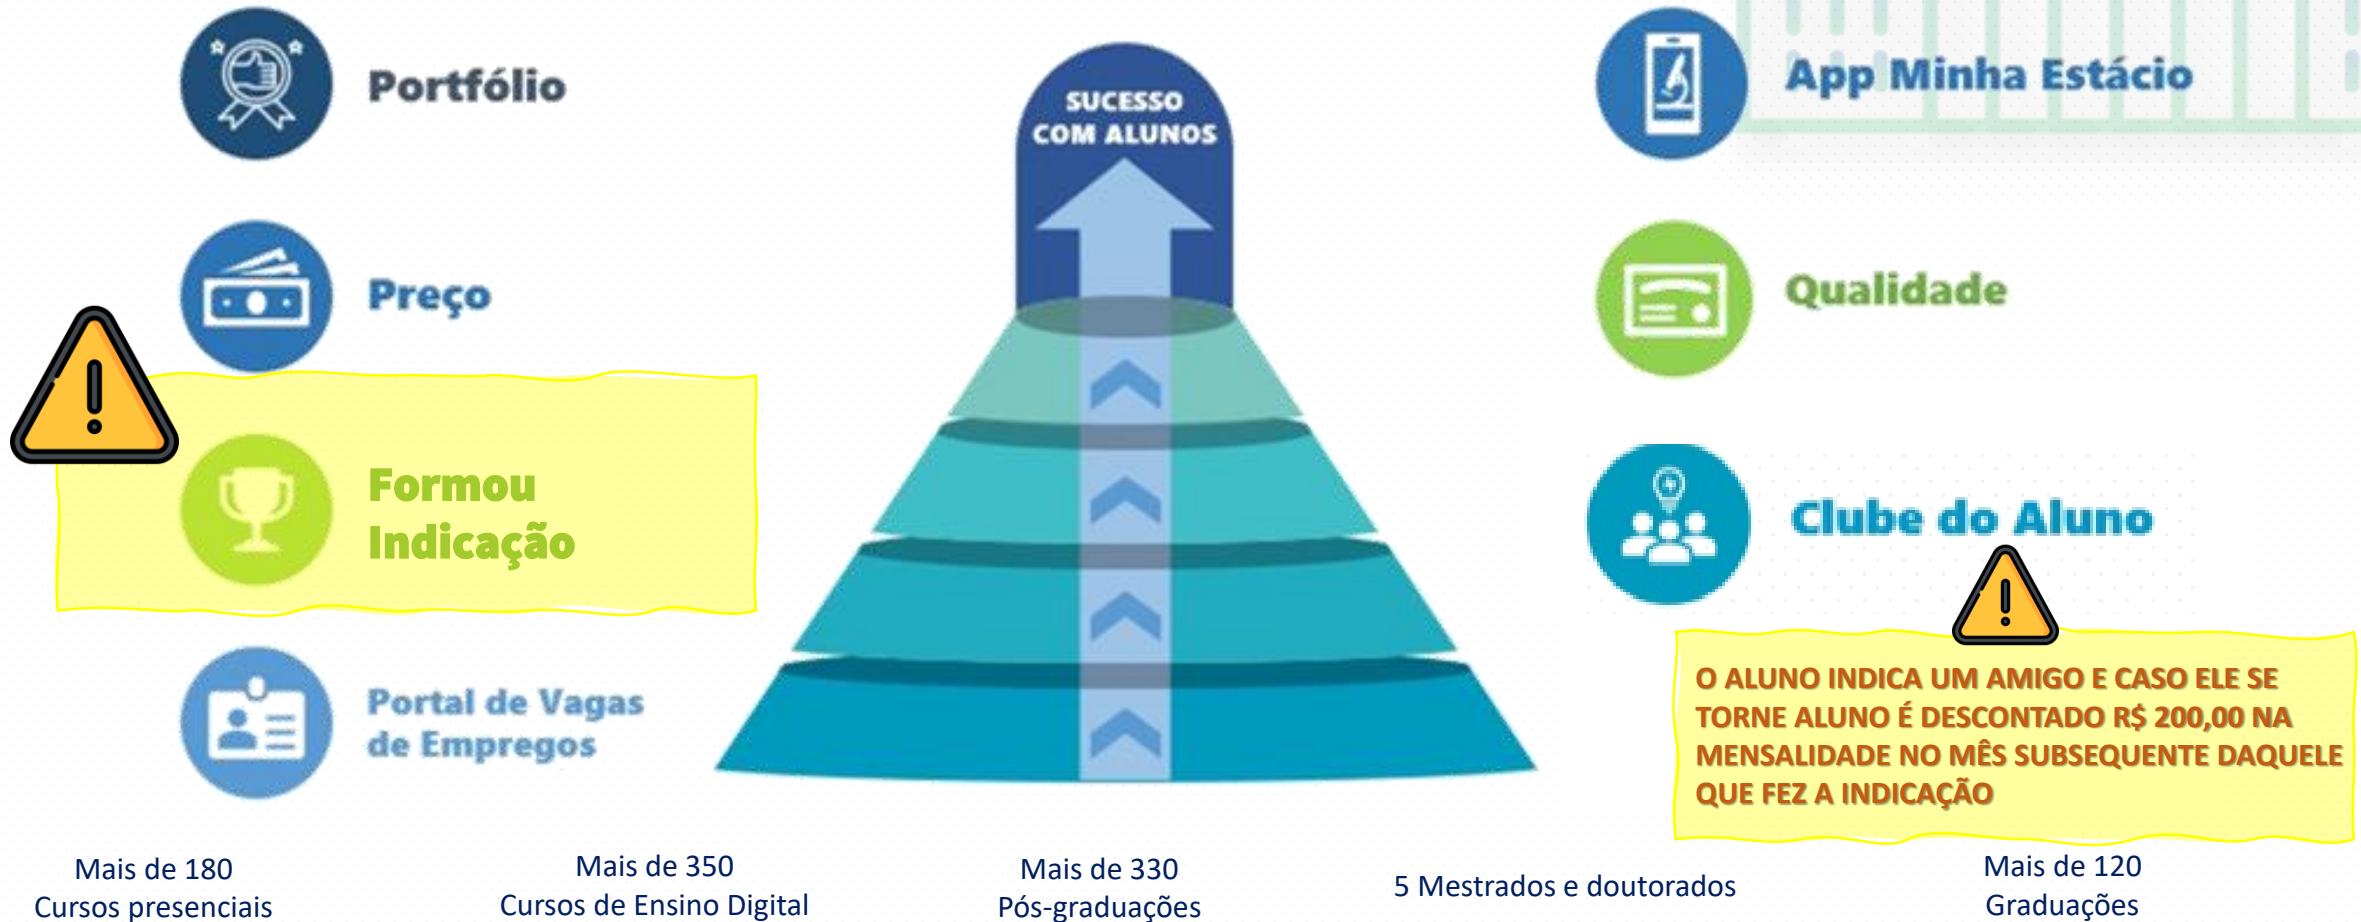 Portfólio
Preço
Formou
Indicação
Portal de Vagas
de Empregos
SUCESSO
COM ALUNOS
App Minha Estácio
Qualidade
Clube do Aluno
O ALUNO INDICA UM AMIGO E CASO ELE SE
TORNE ALUNO É DESCONTADO R$ 200,00 NA
MENSALIDADE NO MÊS SUBSEQUENTE DAQUELE
QUE FEZ A INDICAÇÃO
Mais de 180
Cursos presenciais
Mais de 350
Cursos de Ensino Digital
Mais de 330
Pós-graduações
5 Mestrados e doutorados
Mais de 120
Graduações